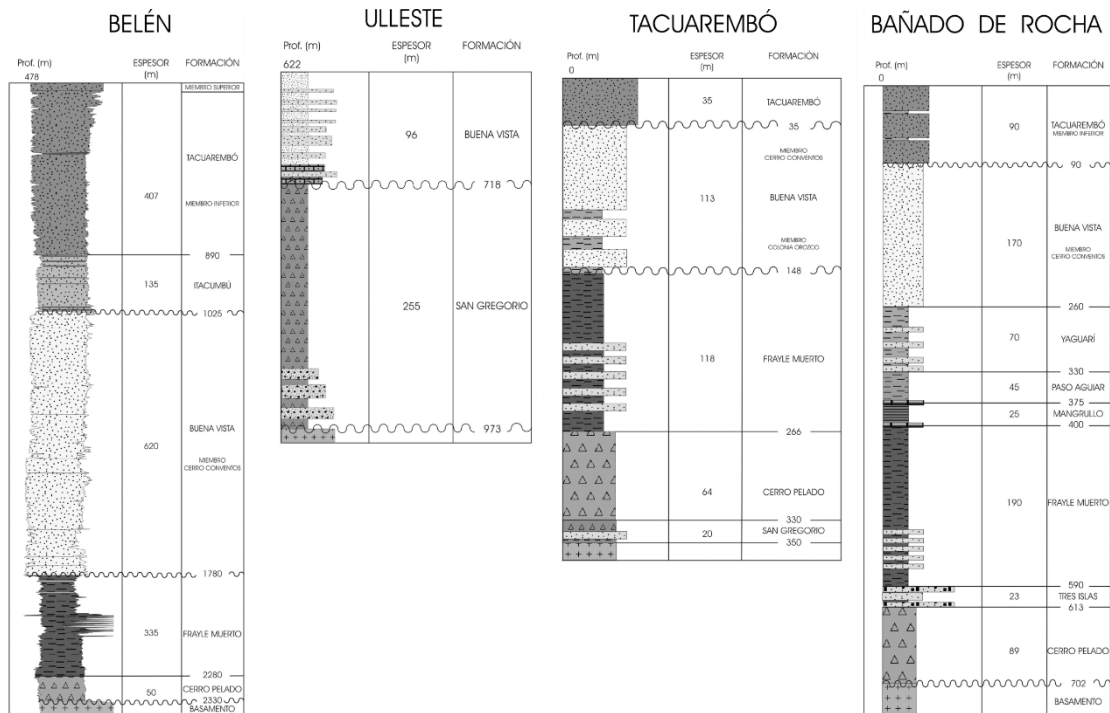 BELÉN
Prof. (m)
478
ESPESOR
(m)
FORMACIÓN
MIEMBRO SUPERIOR
TACUAREMBÓ
407
MIEMBRO INFERIOR
890
135
ITACUMBÚ
1025
BUENA VISTA
620
MIEMBRO
CERRO CONVENTOS
1780
335
FRAYLE MUERTO
2280
50
CERRO PELADO
2330
BASAMENTO
ULLESTE
Prof. (m)
622
ESPESOR
(m)
FORMACIÓN
96
BUENA VISTA
718
255
SAN GREGORIO
973
TACUAREMBÓ
Prof. (m)
0
ESPESOR
(m)
FORMACIÓN
35
TACUAREMBÓ
35
MIEMBRO
CERRO CONVENTOS
113
BUENA VISTA
MIEMBRO
COLONIA OROZCO
148
118
FRAYLE MUERTO
266
64
CERRO PELADO
330
20
SAN GREGORIO
350
BAÑADO DE ROCHA
Prof. (m)
0
ESPESOR
(m)
FORMACIÓN
90
TACUAREMBÓ
MIEMBRO INFERIOR
90
BUENA VISTA
170
MIEMBRO
CERRO CONVENTOS
260
70
YAGUARÍ
330
45
PASO AGUIAR
375
25
MANGRULLO
400
190
FRAYLE MUERTO
590
23
TRES ISLAS
613
89
CERRO PELADO
702
BASAMENTO